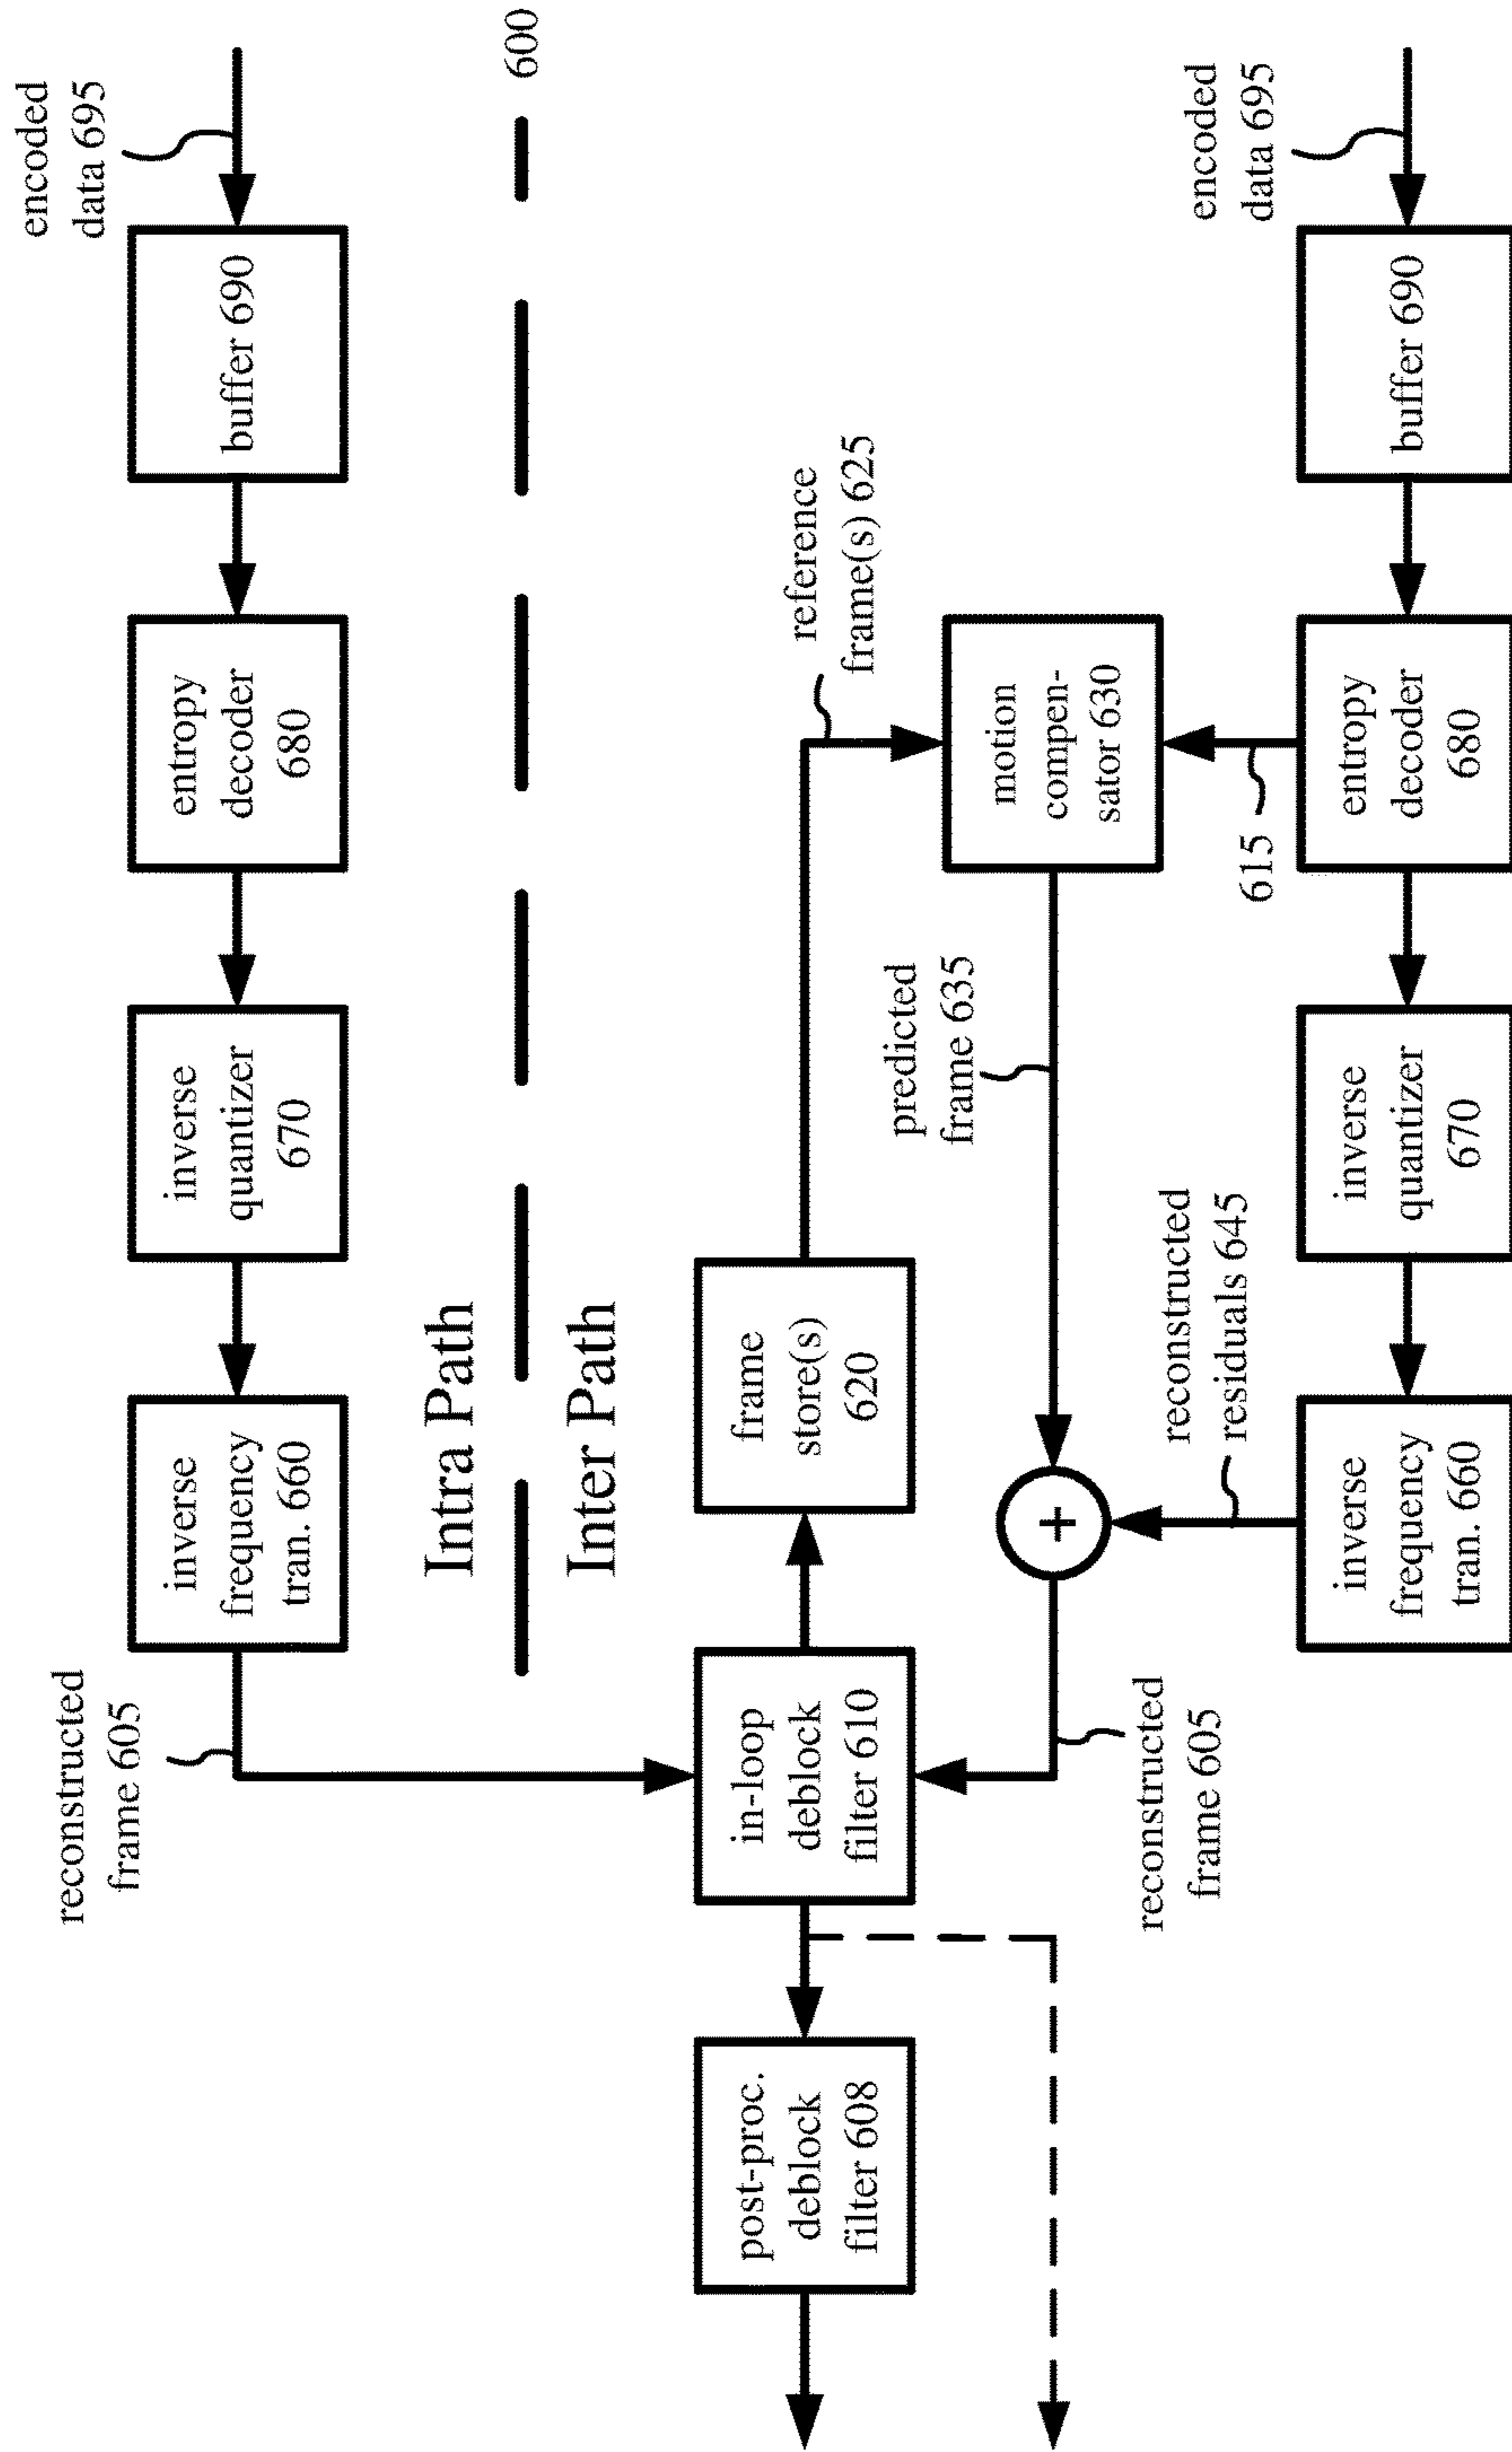 encoded
data 695
buffer 690
entropy
decoder
680
inverse
quantizer
670
inverse
frequency
tran. 660
reconstructed
frame 605
600
Intra Path
Inter Path
reference
frame(s) 625
frame
store(s)
620
in-loop
deblock
filter 610
post-proc.
deblock
filter 608
motion
compen-
sator 630
predicted
frame 635
+
reconstructed
frame 605
615
reconstructed
residuals 645
encoded
data 695
buffer 690
entropy
decoder
680
inverse
quantizer
670
inverse
frequency
tran. 660